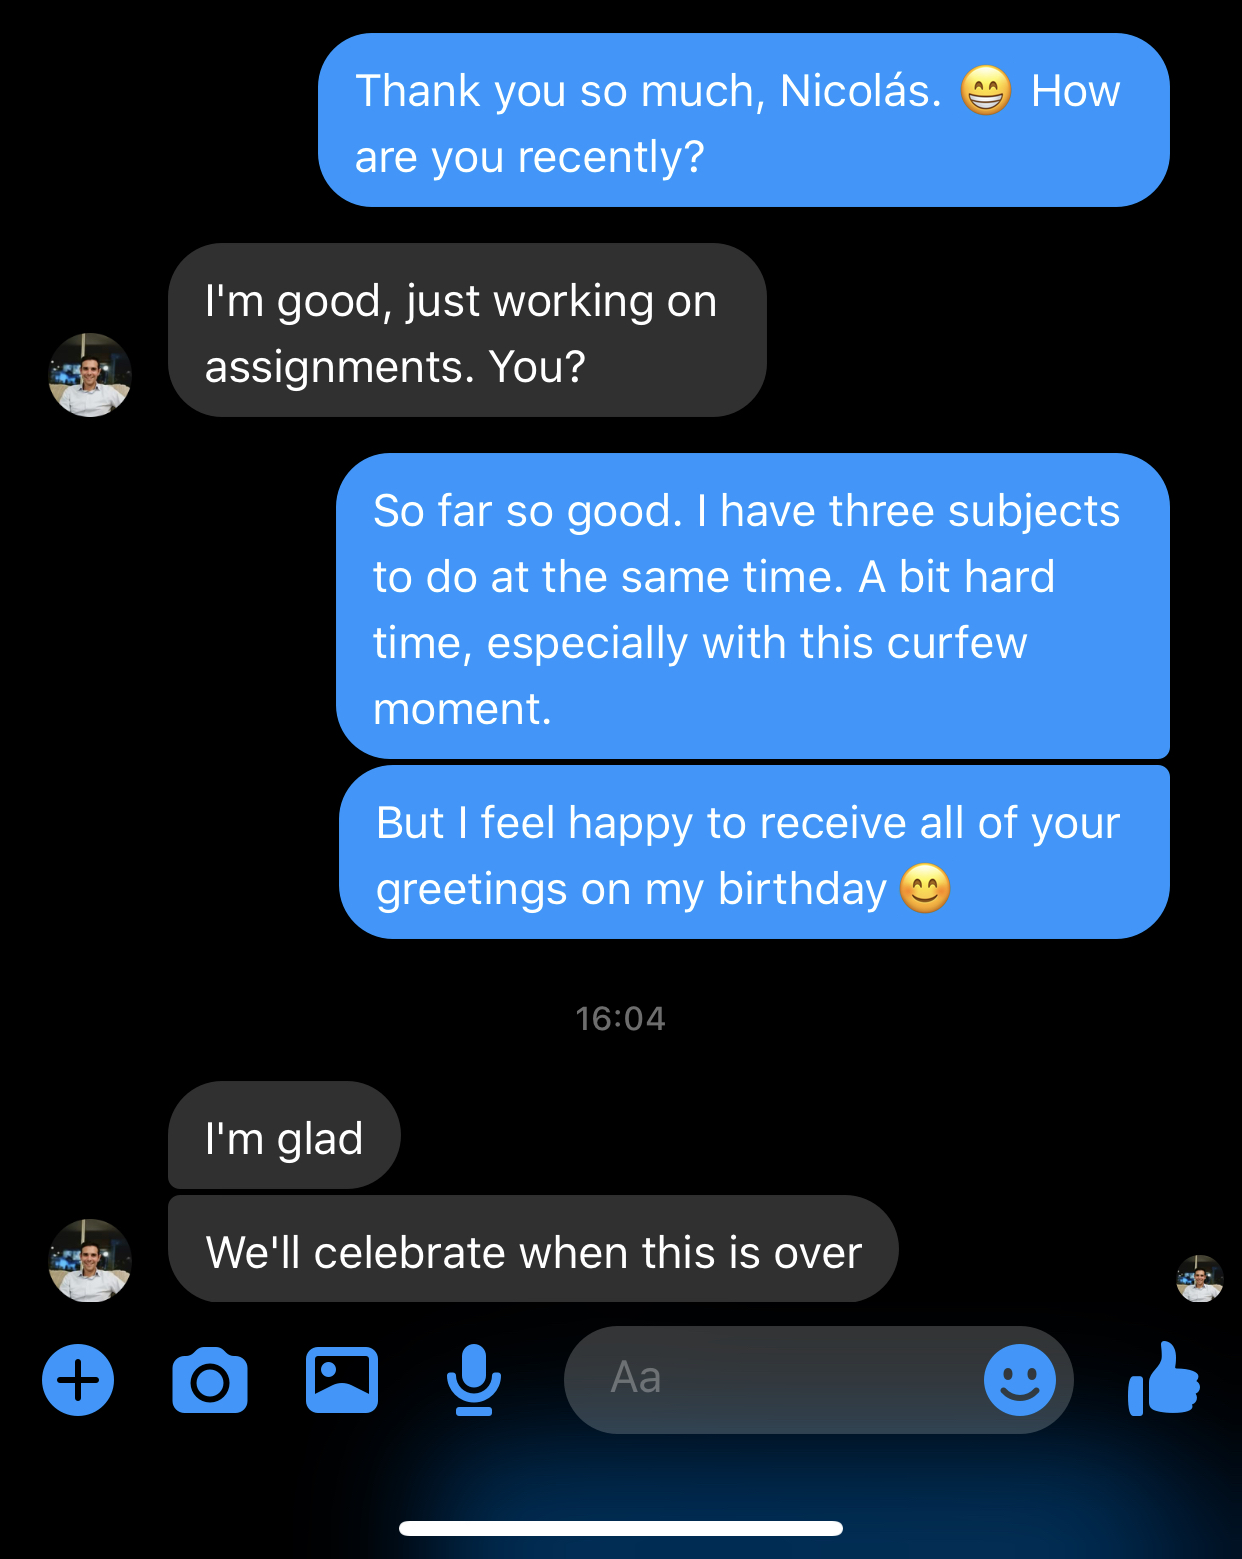 Thank you so much, Nicolás. 😁 How
are you recently?
I'm good, just working on
assignments. You?
So far so good. I have three subjects
to do at the same time. A bit hard
time, especially with this curfew
moment.
But I feel happy to receive all of your
greetings on my birthday 😊
16:04
I'm glad
We'll celebrate when this is over
Aa